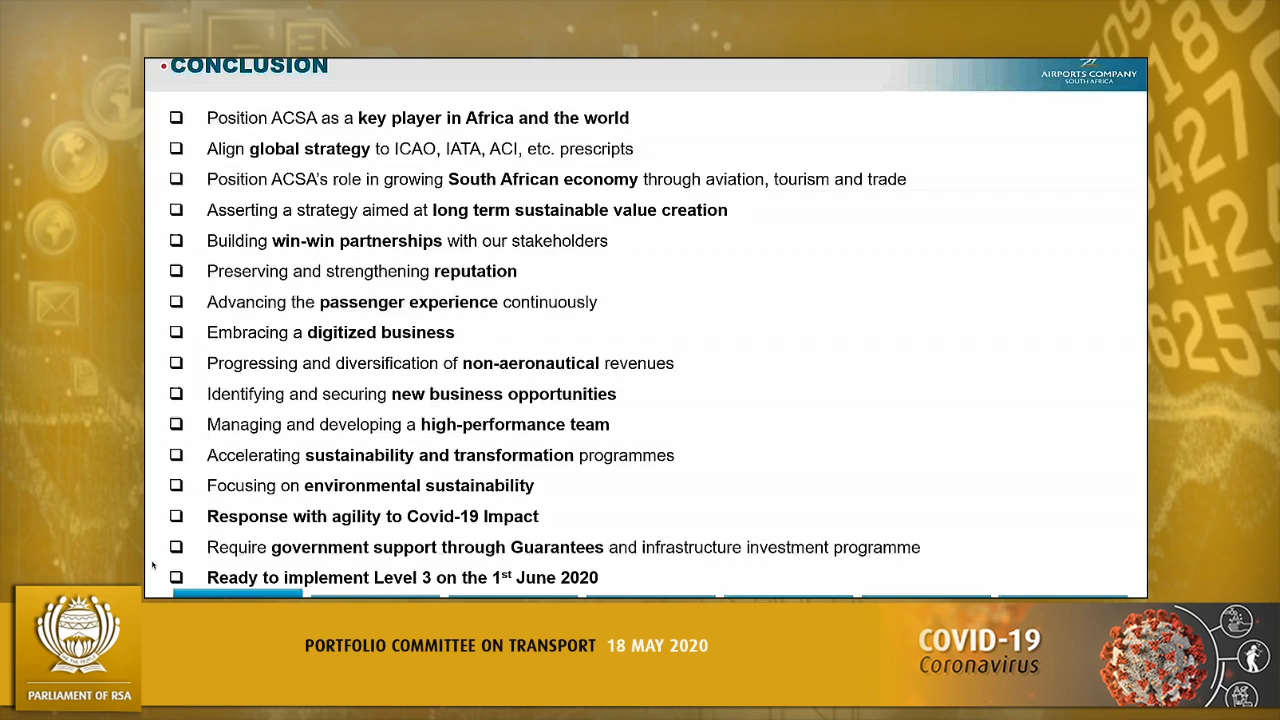 • CONCLUSION
AIRPORTS COMPANY
SOUTH AFRICA
❑ Position ACSA as a key player in Africa and the world
❑ Align global strategy to ICAO, IATA, ACI, etc. prescripts
❑ Position ACSA's role in growing South African economy through aviation, tourism and trade
❑ Asserting a strategy aimed at long term sustainable value creation
❑ Building win-win partnerships with our stakeholders
❑ Preserving and strengthening reputation
❑ Advancing the passenger experience continuously
❑ Embracing a digitized business
❑ Progressing and diversification of non-aeronautical revenues
❑ Identifying and securing new business opportunities
❑ Managing and developing a high-performance team
❑ Accelerating sustainability and transformation programmes
❑ Focusing on environmental sustainability
❑ Response with agility to Covid-19 Impact
❑ Require government support through Guarantees and infrastructure investment programme
❑ Ready to implement Level 3 on the 1st June 2020
PORTFOLIO COMMITTEE ON TRANSPORT 18 MAY 2020
COVID-19
Coronavirus
PARLIAMENT OF RSA